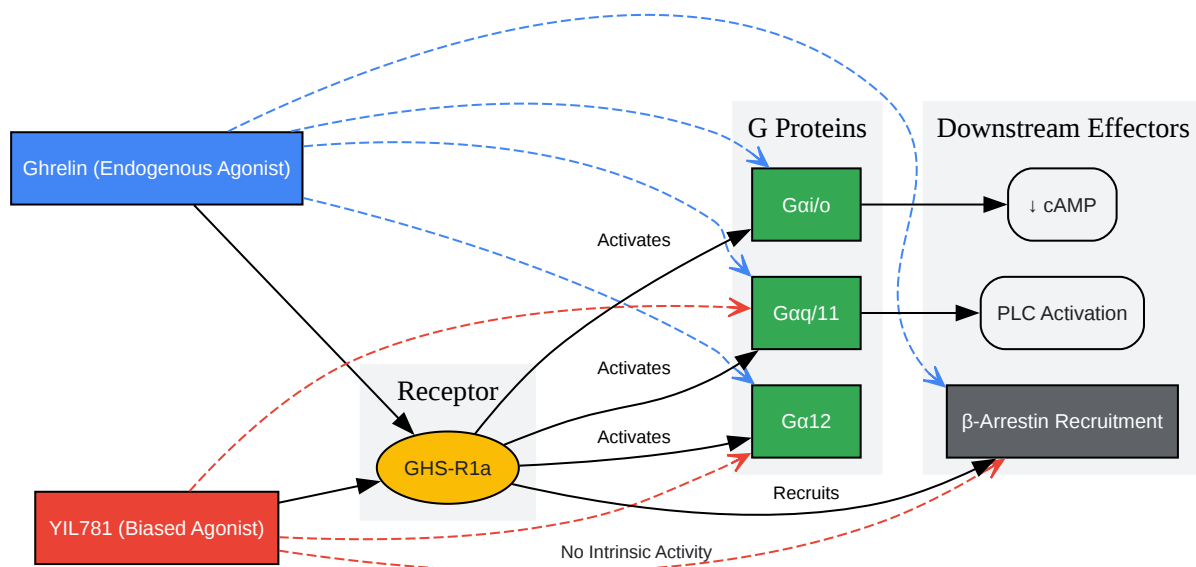 G Proteins
Downstream Effectors
Ghrelin (Endogenous Agonist)
Gαi/o
↓ cAMP
Activates
Gαq/11
PLC Activation
Activates
Receptor
Gα12
β-Arrestin Recruitment
Activates
GHS-R1a
Recruits
YIL781 (Biased Agonist)
No Intrinsic Activity